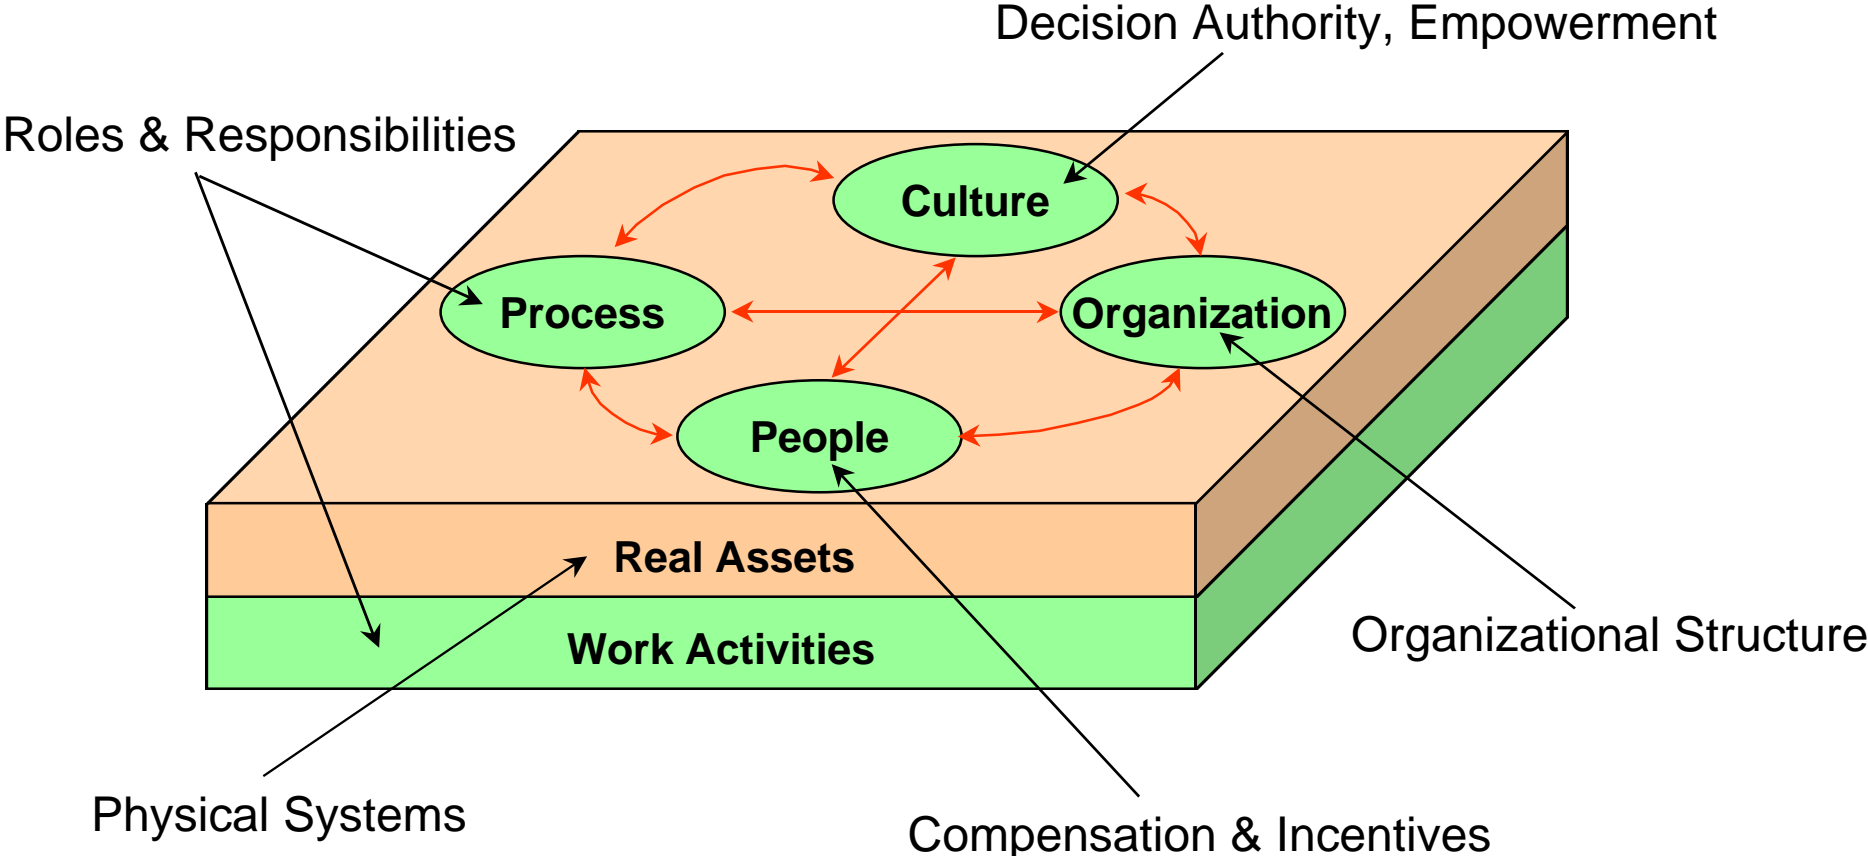 Decision Authority, Empowerment
Roles & Responsibilities
Culture
Process
Organization
People
Real Assets
Work Activities
Organizational Structure
Physical Systems
Compensation & Incentives